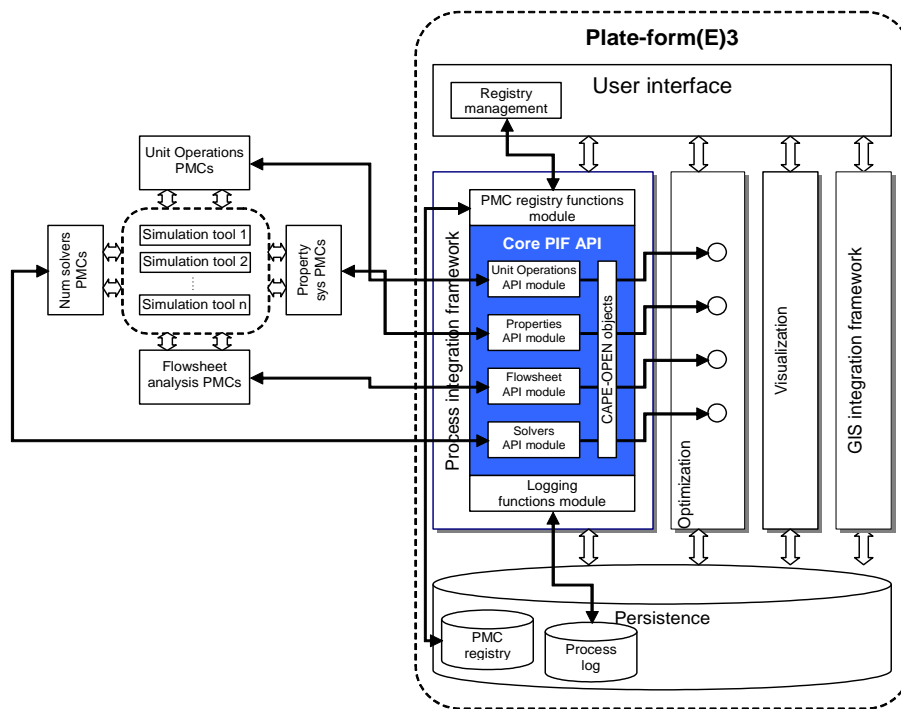 Plate-form(E)3
User interface
Registry
management
Unit Operations
PMCs
Num solvers
PMCs
Simulation tool 1
Simulation tool 2
Simulation tool n
Property
sys PMCs
Flowsheet
analysis PMCs
Process integration framework
PMC registry functions
module
Core PIF API
Unit Operations
API module
Properties
API module
Flowsheet
API module
Solvers
API module
CAPE-OPEN objects
Logging
functions module
Optimization
Visualization
GIS integration framework
Persistence
PMC
registry
Process
log